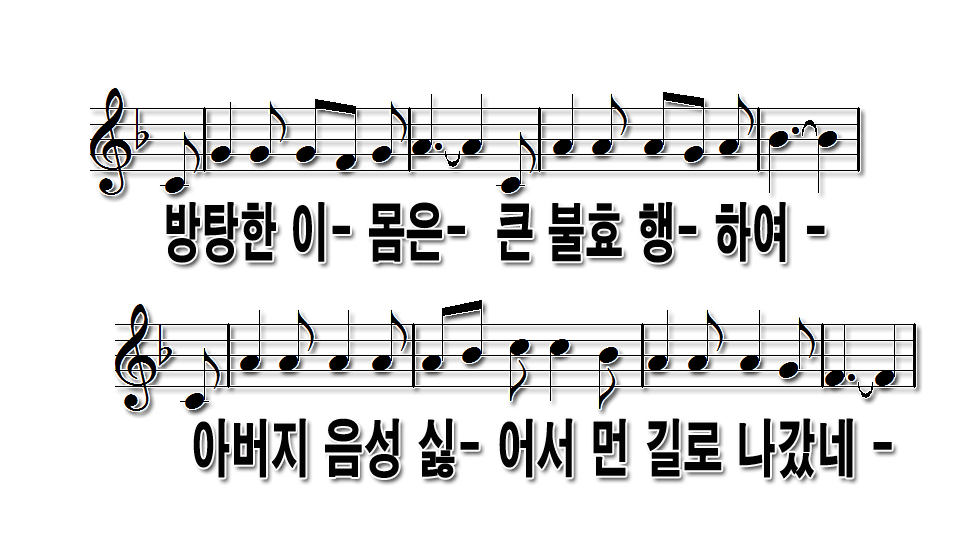 방탕한 이- 몸은- 큰 불효 행- 하여 -
아버지 음성 싫- 어서 먼 길로 나갔네 -